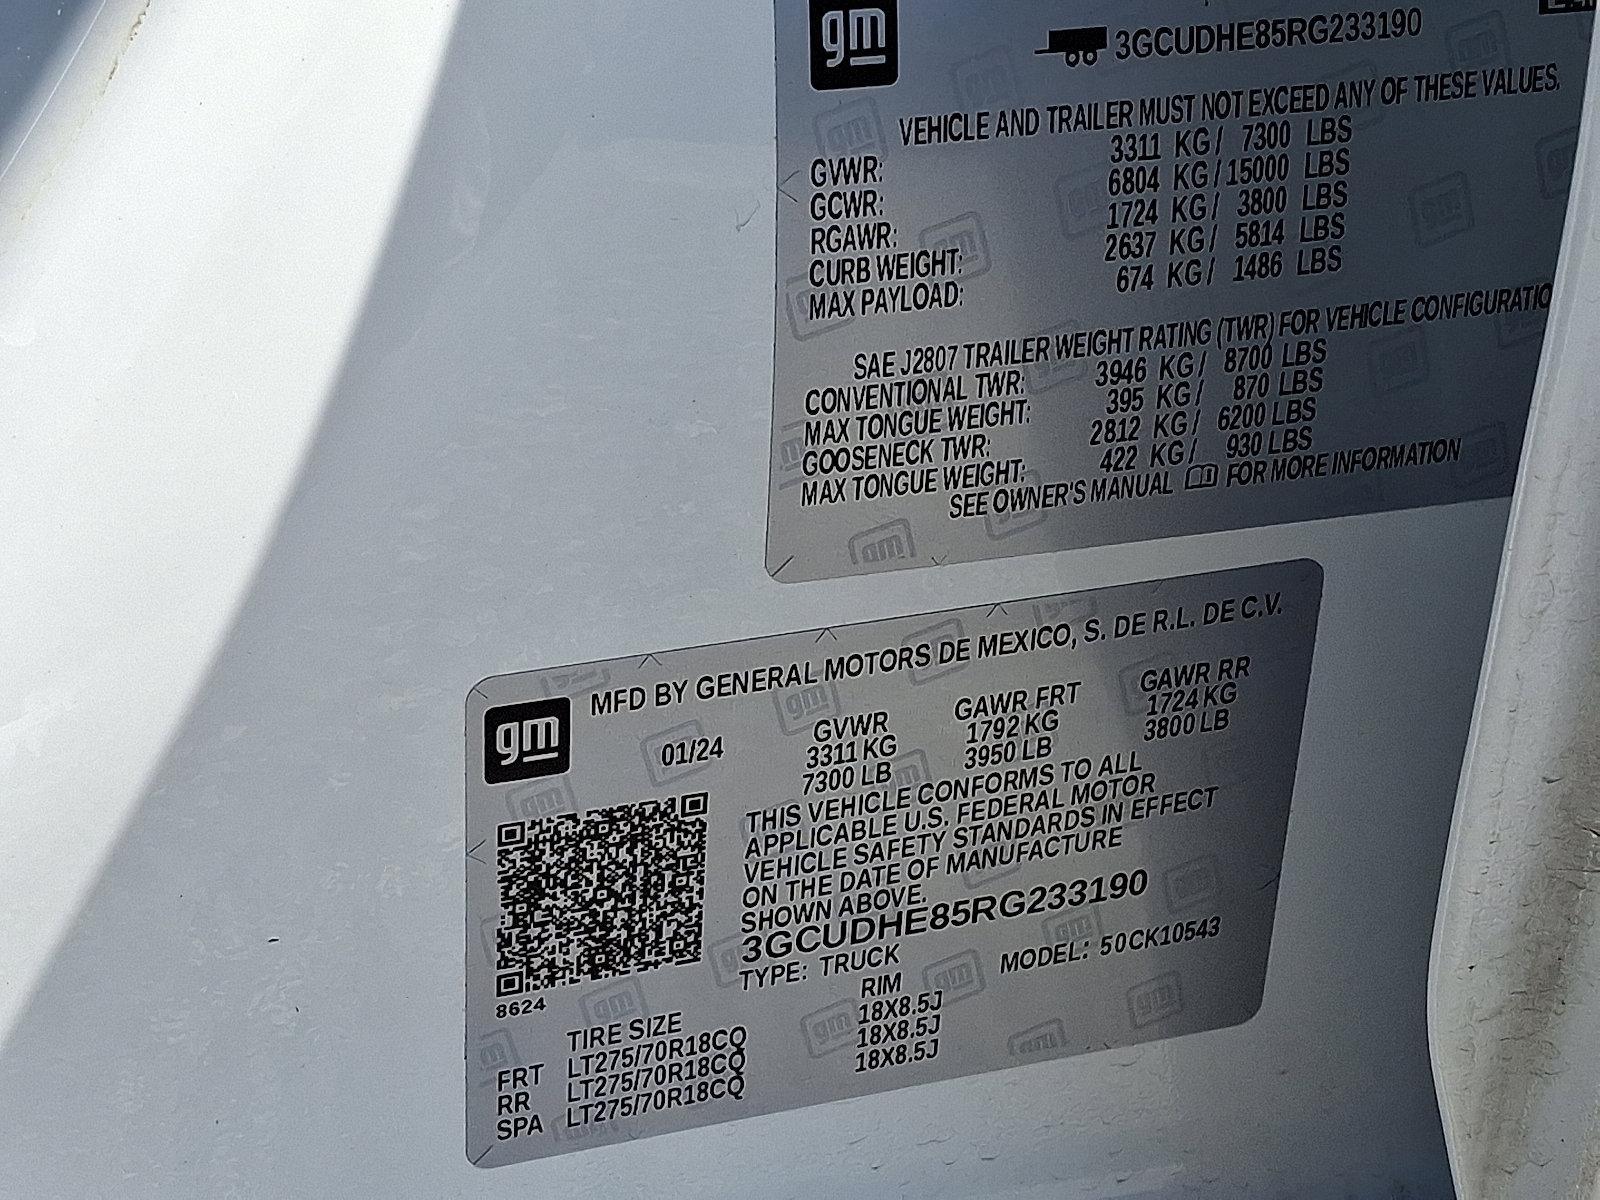 gm
3GCUDHE85RG233190
VEHICLE AND TRAILER MUST NOT EXCEED ANY OF THESE VALUES.
GVWR: 3311 KG/ 7300 LBS
GCWR: 6804 KG/ 15000 LBS
RGAWR: 1724 KG/ 3800 LBS
CURB WEIGHT: 2637 KG/ 5814 LBS
MAX PAYLOAD: 674 KG/ 1486 LBS
SAE J2807 TRAILER WEIGHT RATING (TWR) FOR VEHICLE CONFIGURATIO
CONVENTIONAL TWR: 3946 KG/ 8700 LBS
MAX TONGUE WEIGHT: 395 KG/ 870 LBS
GOOSENECK TWR: 2812 KG/ 6200 LBS
MAX TONGUE WEIGHT: 422 KG/ 930 LBS
SEE OWNER'S MANUAL FOR MORE INFORMATION
gm
MFD BY GENERAL MOTORS DE MEXICO, S. DE R.L. DE C.V.
01/24
GVWR GAWR FRT GAWR RR
3311 KG 1792 KG 1724 KG
7300 LB 3950 LB 3800 LB
THIS VEHICLE CONFORMS TO ALL
APPLICABLE U.S. FEDERAL MOTOR
VEHICLE SAFETY STANDARDS IN EFFECT
ON THE DATE OF MANUFACTURE
SHOWN ABOVE.
3GCUDHE85RG233190
TYPE: TRUCK MODEL: 50CK10543
8624
TIRE SIZE RIM
FRT LT275/70R18CQ 18X8.5J
RR LT275/70R18CQ 18X8.5J
SPA LT275/70R18CQ 18X8.5J